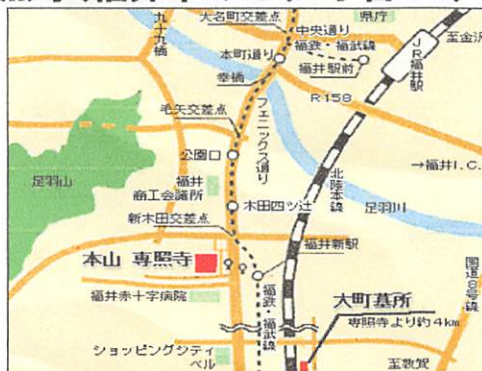 大名町交差点
県庁
九十九橋
中央通り
福鉄・福武線
至金沢
本町通り
福井駅前
JR福井駅
幸橋
R158
毛矢交差点
フェニックス通り
公園口
→福井I.C.
足羽山
福井
商工会議所
北陸本線
木田四ツ辻
足羽川
新木田交差点
福井新駅
本山 専照寺
国道8号線
大町墓所
福井赤十字病院
福鉄・福武線
専照寺より約4km
ショッピングシティ
ベル
至敦賀